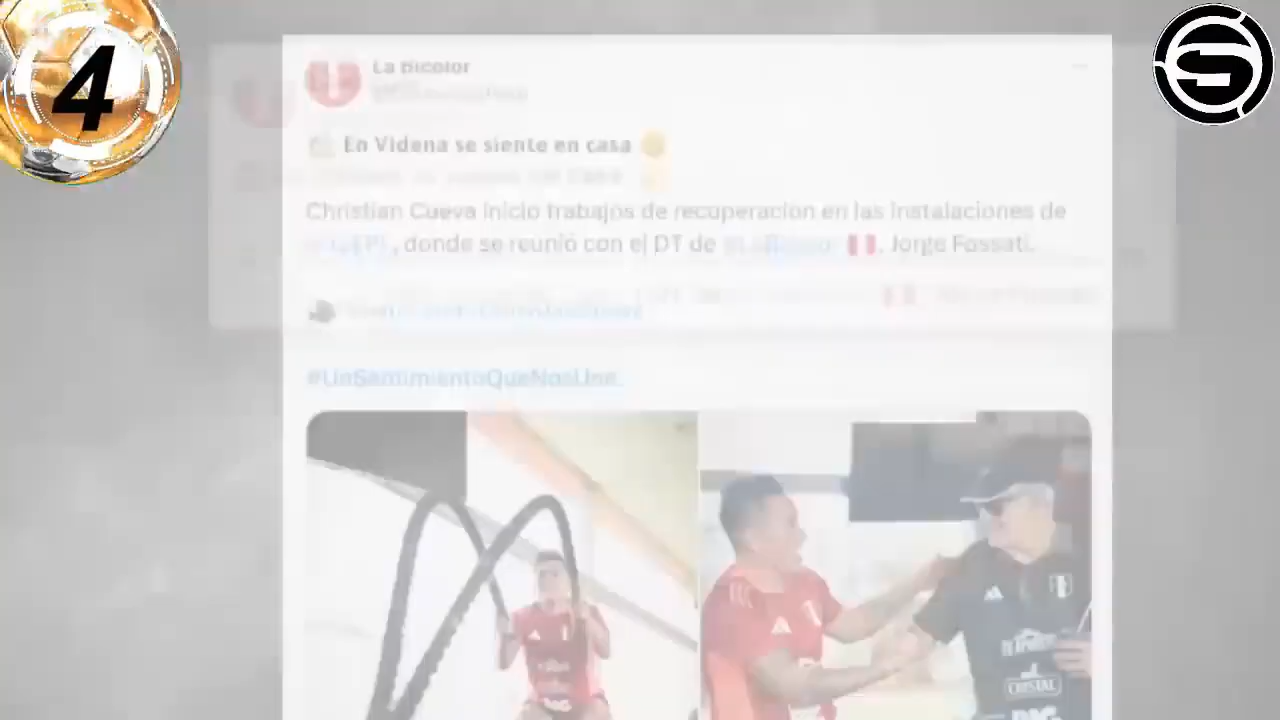 4
S
La Bicolor
En Videna se siente en casa
Christian Cueva inició trabajos de recuperación en las instalaciones de
, donde se reunió con el DT de . Jorge Fossati.
#UnSentimientoQueNosUne
CRISTAL